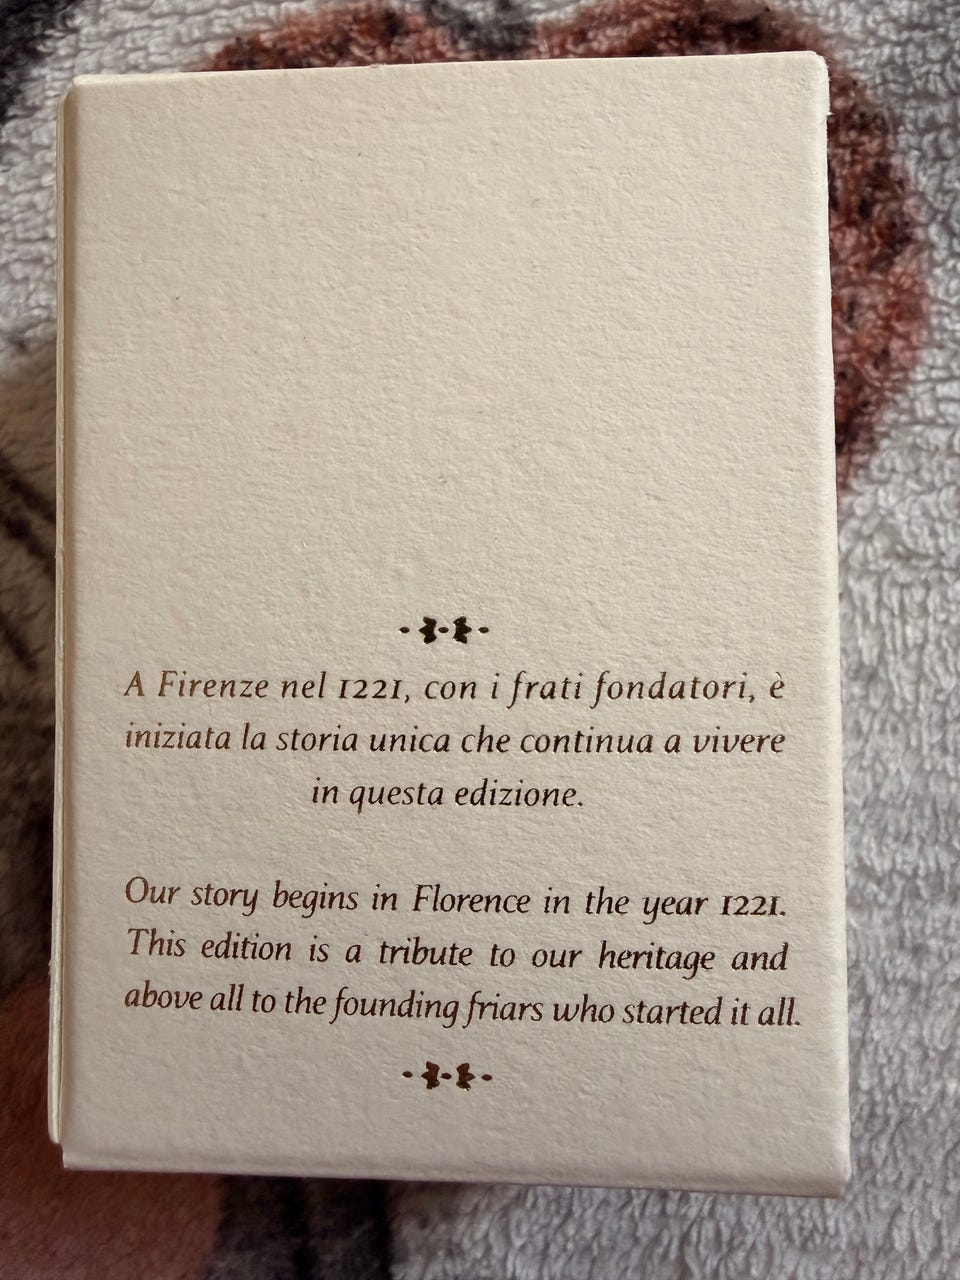 A Firenze nel 1221, con i frati fondatori, è
iniziata la storia unica che continua a vivere
in questa edizione.
Our story begins in Florence in the year 1221.
This edition is a tribute to our heritage and
above all to the founding friars who started it all.